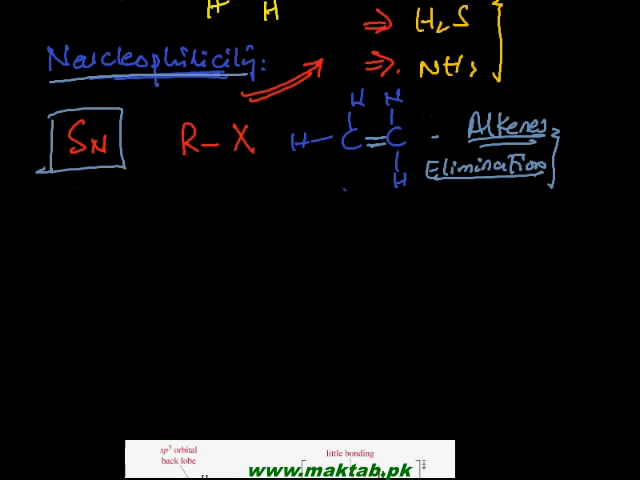 H H
⇒ H₂S
Nucleophilicity:
⇒. NH₃
H H
SN R-X H-C=C - Alkenes
Elimination
H
sp³ orbital
back lobe
little bonding
www.maktab.pk